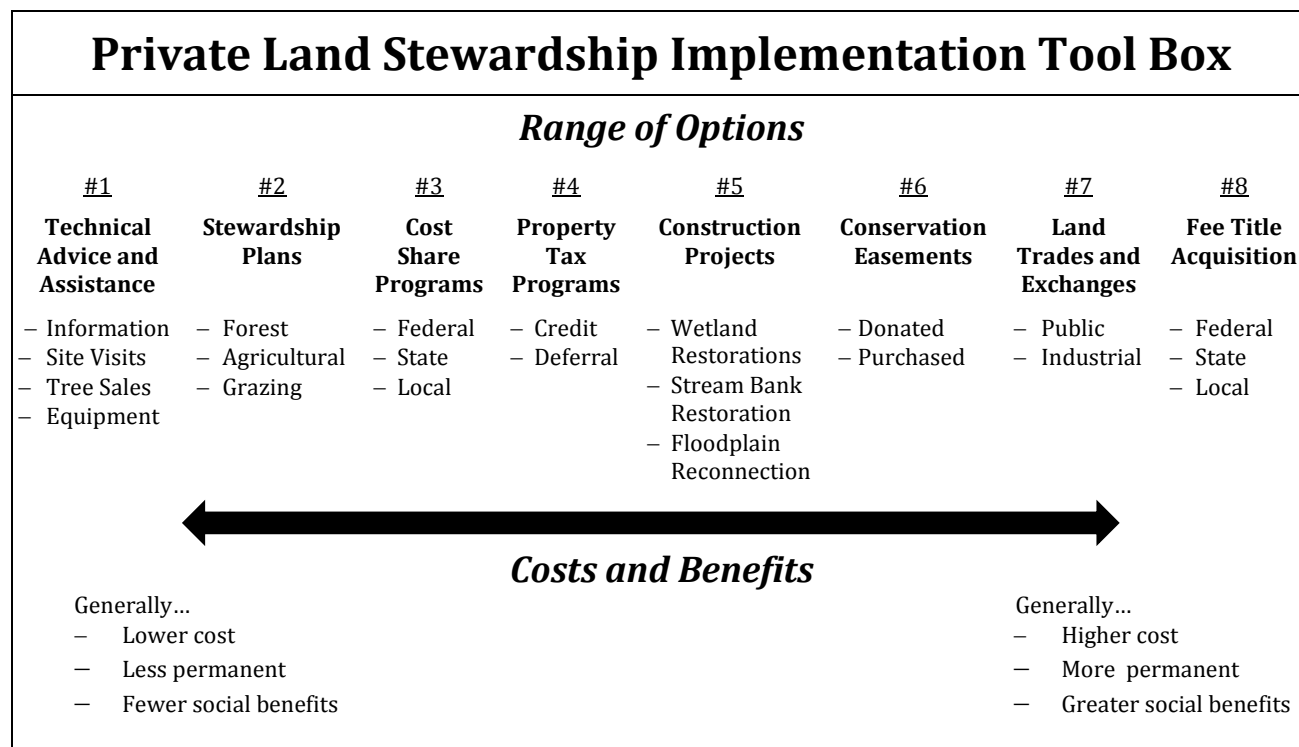 Private Land Stewardship Implementation Tool Box
Range of Options
#1
Technical
Advice and
Assistance
– Information
– Site Visits
– Tree Sales
– Equipment
#2
Stewardship
Plans
– Forest
– Agricultural
– Grazing
#3
Cost
Share
Programs
– Federal
– State
– Local
#4
Property
Tax
Programs
– Credit
– Deferral
#5
Construction
Projects
– Wetland
Restorations
– Stream Bank
Restoration
– Floodplain
Reconnection
#6
Conservation
Easements
– Donated
– Purchased
#7
Land
Trades and
Exchanges
– Public
– Industrial
#8
Fee Title
Acquisition
– Federal
– State
– Local
Costs and Benefits
Generally…
– Lower cost
– Less permanent
– Fewer social benefits
Generally…
– Higher cost
– More permanent
– Greater social benefits